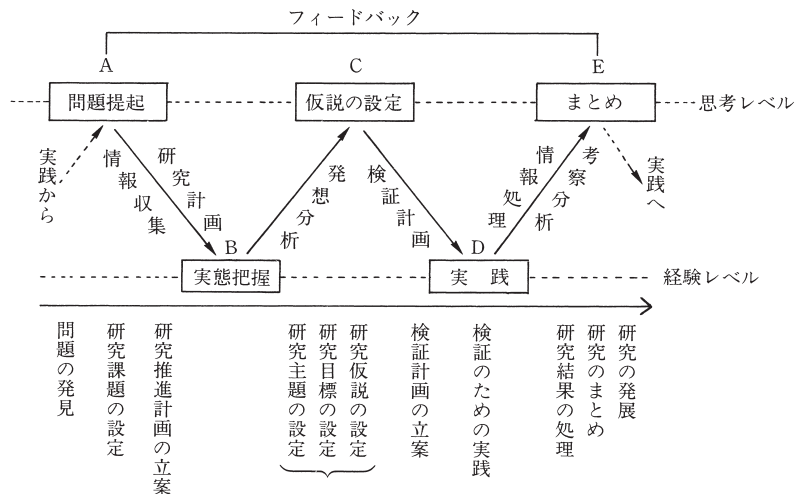 フィードバック
A
C
E
問題提起
仮説の設定
まとめ
思考レベル
実践から
情報収集
研究計画
発想分析
検証計画
情報処理
考察分析
実践へ
B
D
実態把握
実　践
経験レベル
問題の発見
研究課題の設定
研究推進計画の立案
研究主題の設定
研究目標の設定
研究仮説の設定
検証計画の立案
検証のための実践
研究結果の処理
研究のまとめ
研究の発展